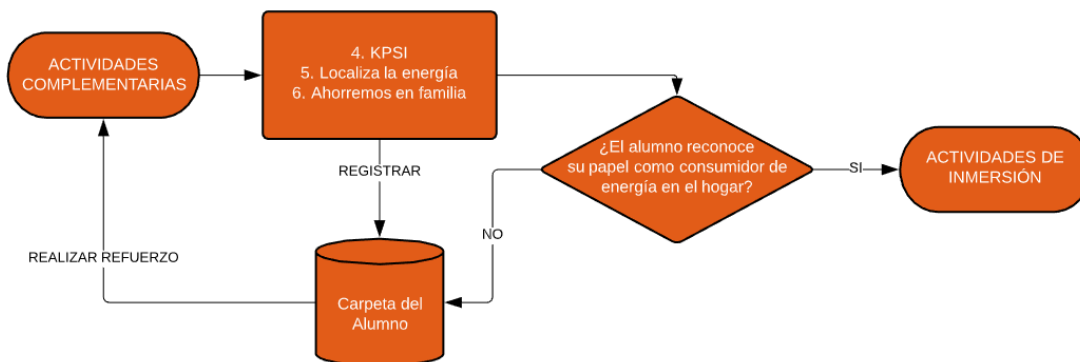 ACTIVIDADES
COMPLEMENTARIAS
4. KPSI
5. Localiza la energía
6. Ahorremos en familia
¿El alumno reconoce
su papel como consumidor de
energía en el hogar?
SI
ACTIVIDADES DE
INMERSIÓN
REGISTRAR
NO
REALIZAR REFUERZO
Carpeta del
Alumno